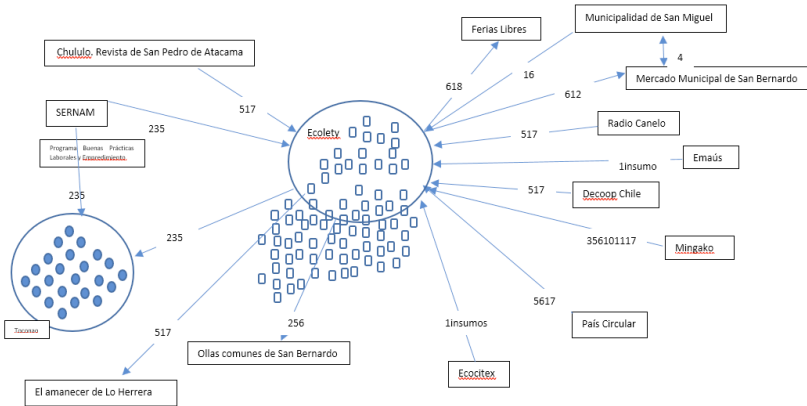 Municipalidad de San Miguel
Ferias Libres
Chululo. Revista de San Pedro de Atacama
4
16
Mercado Municipal de San Bernardo
618
612
SERNAM
517
235
Ecolety
517
Radio Canelo
Programa Buenas Prácticas
Laborales y Empredimiento
1insumo
Emaús
235
517
Decoop Chile
235
356101117
Mingako
5617
País Circular
Toconao
517
256
1insumos
Ollas comunes de San Bernardo
Ecocitex
El amanecer de Lo Herrera